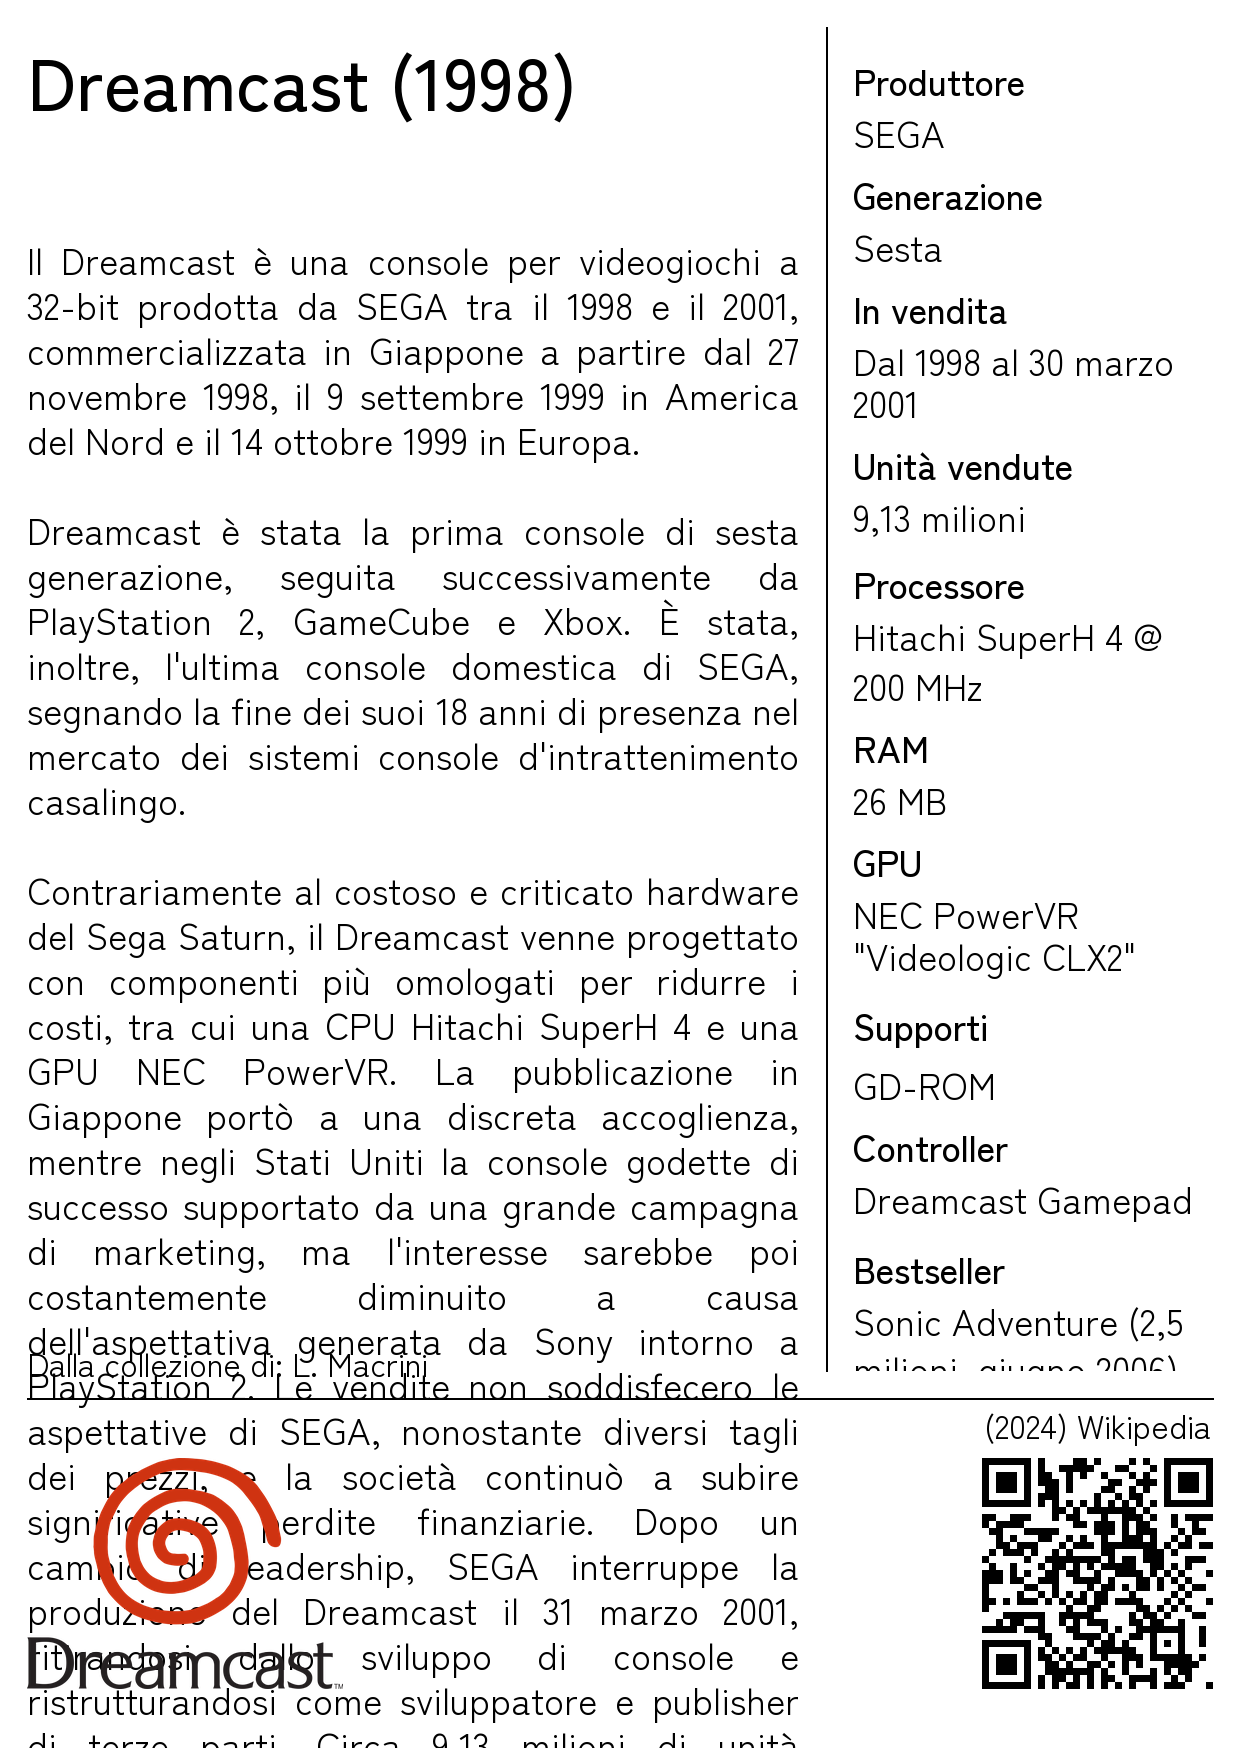 Dreamcast (1998)
Il Dreamcast è una console per videogiochi a
32-bit prodotta da SEGA tra il 1998 e il 2001,
commercializzata in Giappone a partire dal 27
novembre 1998, il 9 settembre 1999 in America
del Nord e il 14 ottobre 1999 in Europa.
Dreamcast è stata la prima console di sesta
generazione, seguita successivamente da
PlayStation 2, GameCube e Xbox. È stata,
inoltre, l'ultima console domestica di SEGA,
segnando la fine dei suoi 18 anni di presenza nel
mercato dei sistemi console d'intrattenimento
casalingo.
Contrariamente al costoso e criticato hardware
del Sega Saturn, il Dreamcast venne progettato
con componenti più omologati per ridurre i
costi, tra cui una CPU Hitachi SuperH 4 e una
GPU NEC PowerVR. La pubblicazione in
Giappone portò a una discreta accoglienza,
mentre negli Stati Uniti la console godette di
successo supportato da una grande campagna
di marketing, ma l'interesse sarebbe poi
costantemente diminuito a causa
dell'aspettativa generata da Sony intorno a
PlayStation 2. Le vendite non soddisfecero le
aspettative di SEGA, nonostante diversi tagli
dei prezzi, e la società continuò a subire
significative perdite finanziarie. Dopo un
cambio di leadership, SEGA interruppe la
produzione del Dreamcast il 31 marzo 2001,
ritirandosi dallo sviluppo di console e
ristrutturandosi come sviluppatore e publisher
di terze parti. Circa 9,13 milioni di unità
Dalla collezione di: L. Macrini
Dreamcast™
Produttore
SEGA
Generazione
Sesta
In vendita
Dal 1998 al 30 marzo
2001
Unità vendute
9,13 milioni
Processore
Hitachi SuperH 4 @
200 MHz
RAM
26 MB
GPU
NEC PowerVR
"Videologic CLX2"
Supporti
GD-ROM
Controller
Dreamcast Gamepad
Bestseller
Sonic Adventure (2,5
milioni, giugno 2006)
(2024) Wikipedia